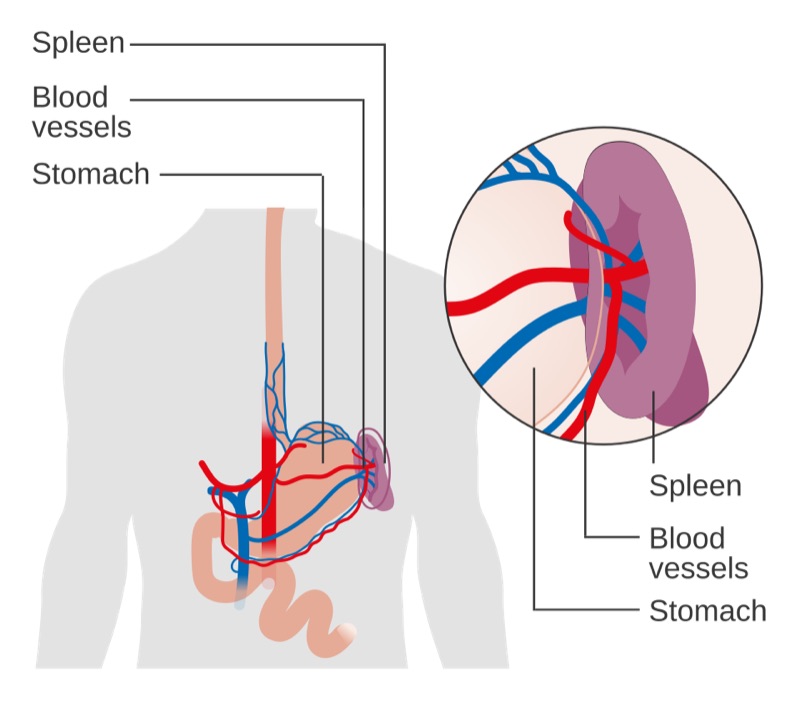 Spleen
Blood
vessels
Stomach
Spleen
Blood
vessels
Stomach